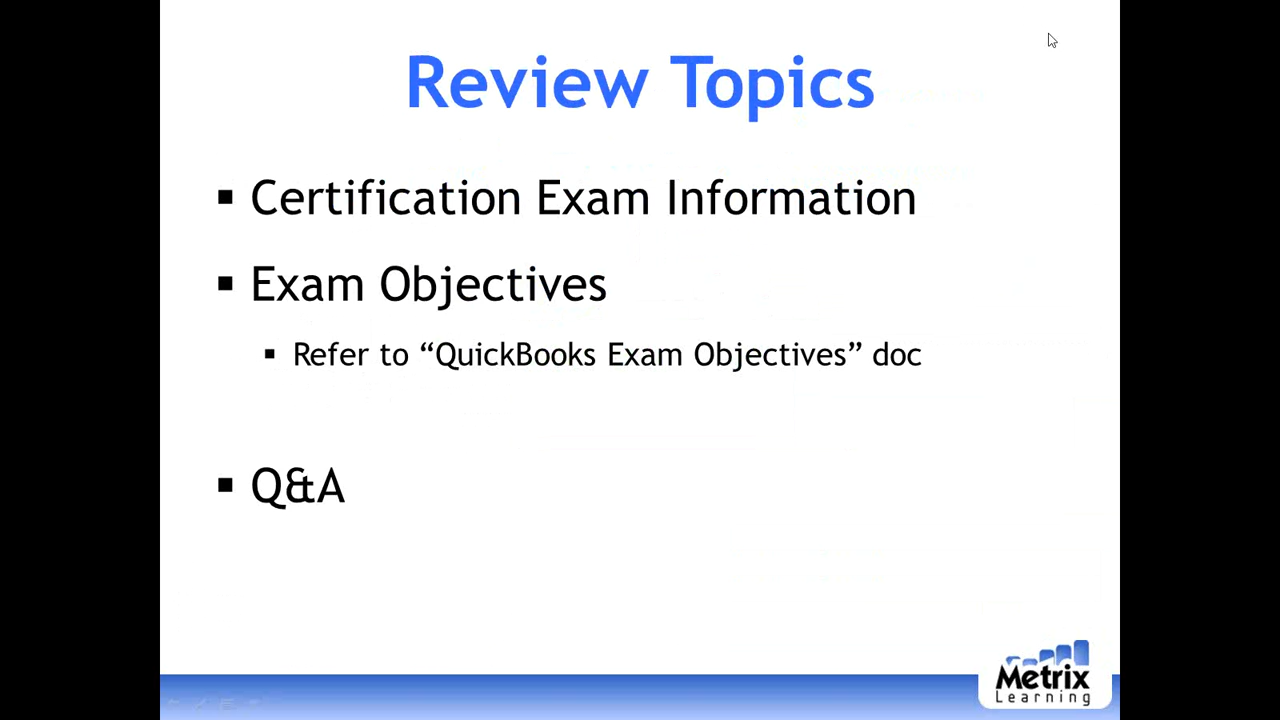 Review Topics
▪ Certification Exam Information
▪ Exam Objectives
▪ Refer to “QuickBooks Exam Objectives” doc
▪ Q&A
Metrix
Learning